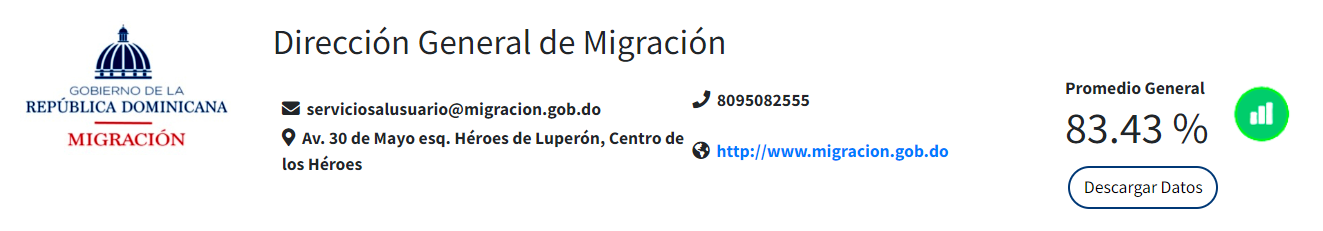 GOBIERNO DE LA
REPÚBLICA DOMINICANA
MIGRACIÓN
Dirección General de Migración
serviciosalusuario@migracion.gob.do
Av. 30 de Mayo esq. Héroes de Luperón, Centro de
los Héroes
8095082555
http://www.migracion.gob.do
Promedio General
83.43 %
Descargar Datos